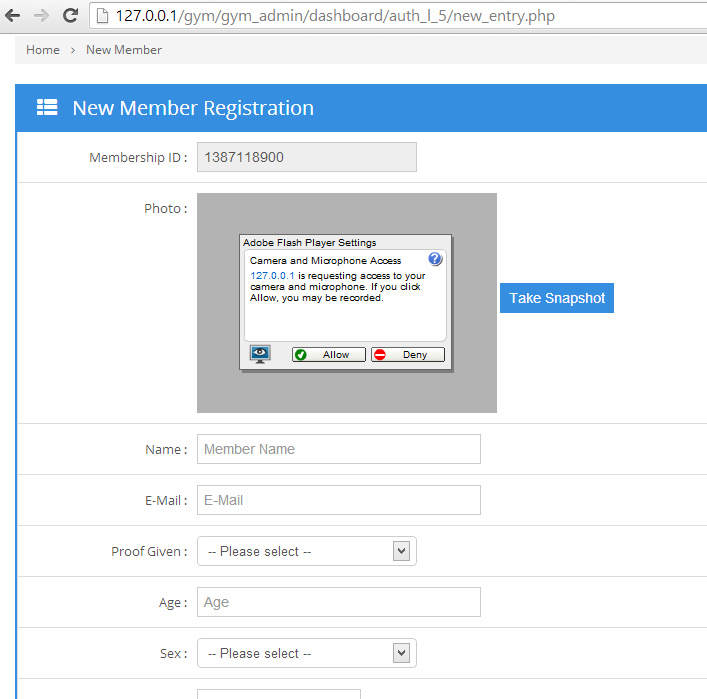 127.0.0.1/gym/gym_admin/dashboard/auth_l_5/new_entry.php
Home › New Member
New Member Registration
Membership ID : 1387118900
Photo :
Adobe Flash Player Settings
Camera and Microphone Access
?
127.0.0.1 is requesting access to your
camera and microphone. If you click
Allow, you may be recorded.
Allow Deny
Take Snapshot
Name : Member Name
E-Mail : E-Mail
Proof Given : -- Please select --
Age : Age
Sex : -- Please select --